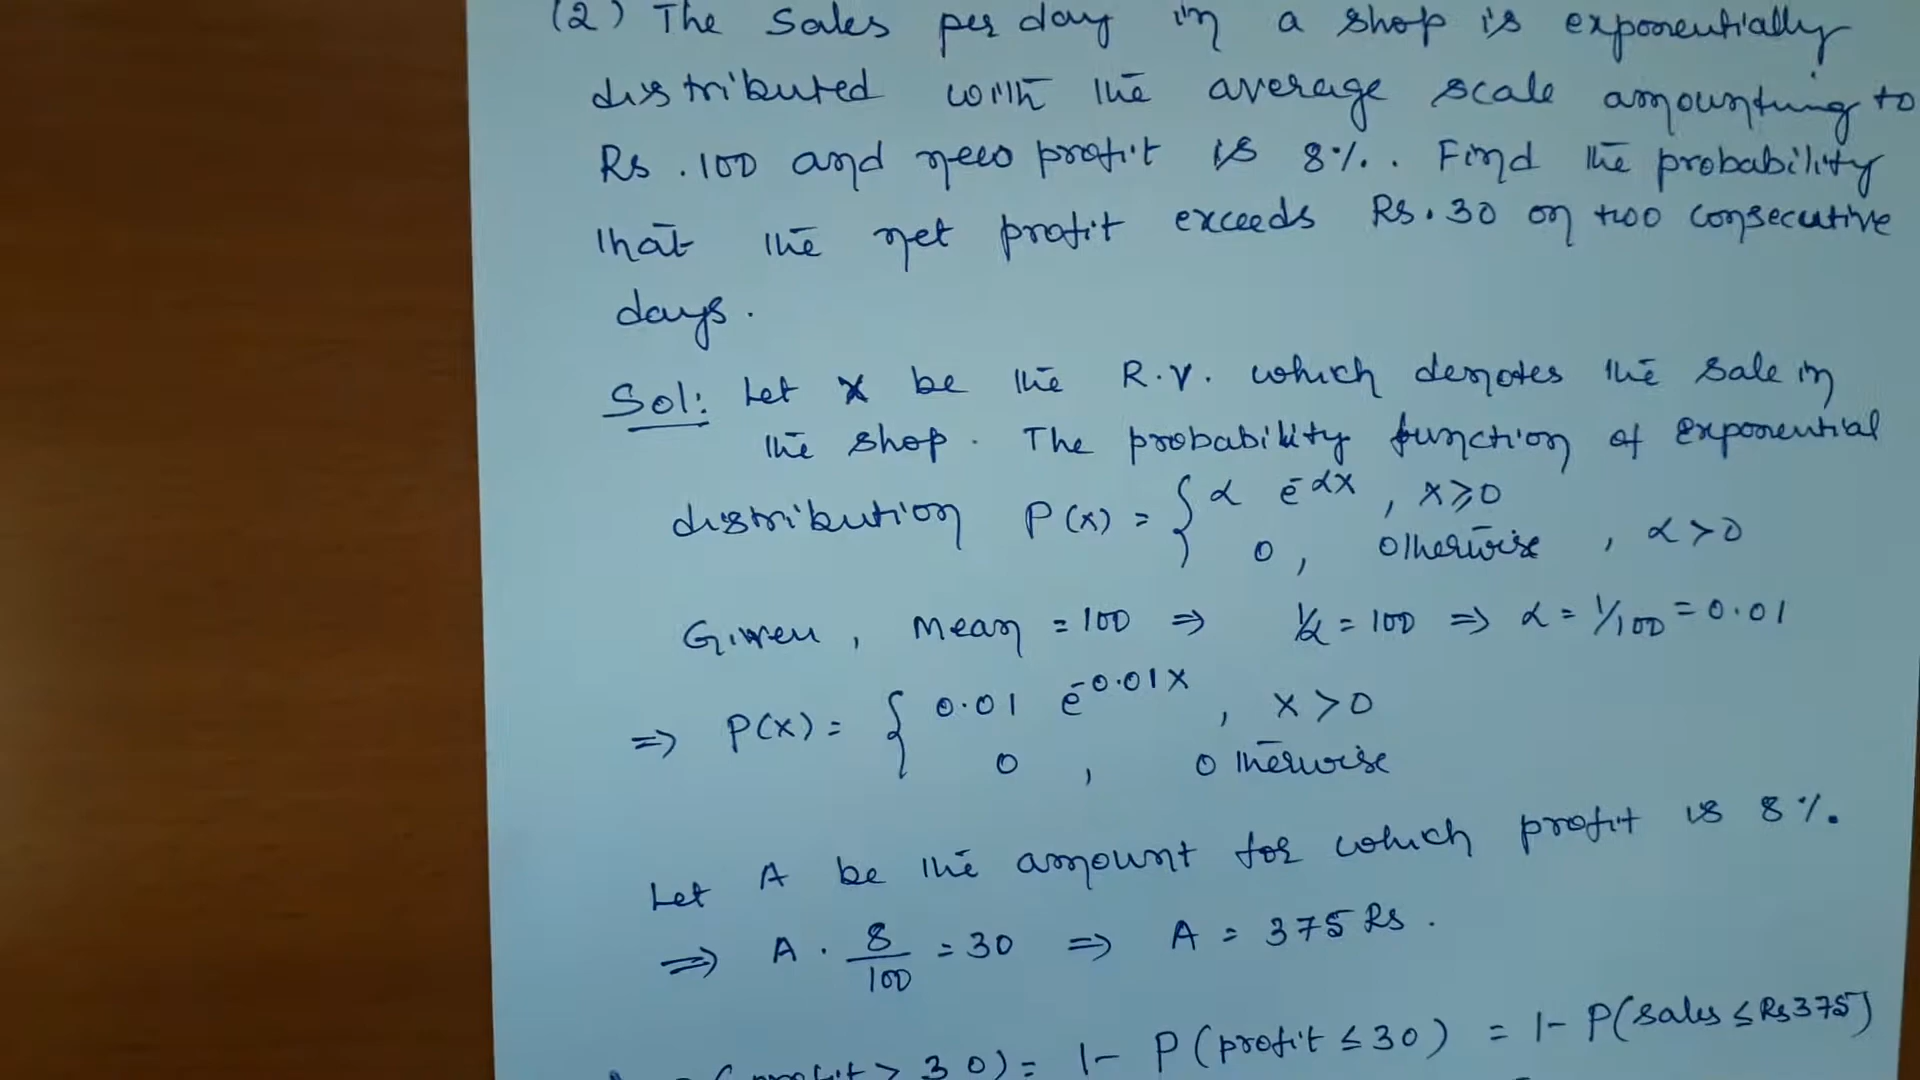 (2) The sales per day in a shop is exponentially
distributed with the average scale amounting to
Rs. 100 and new profit is 8%. . Find the probability
that the net profit exceeds Rs. 30 on two consecutive
days.
Sol: Let X be the R.V. which denotes the sale in
the shop. The probability function of exponential
distribution P(x) = { α e^-αx , x ≥ 0
0 , otherwise , α > 0
Given , Mean = 100 ⇒ 1/α = 100 ⇒ α = 1/100 = 0.01
⇒ P(x) = { 0.01 e^-0.01x , x > 0
0 , otherwise
Let A be the amount for which profit is 8%.
⇒ A . 8/100 = 30 ⇒ A = 375 Rs .
(profit > 30) = 1 - P(profit ≤ 30) = 1 - P(sales ≤ Rs 375)